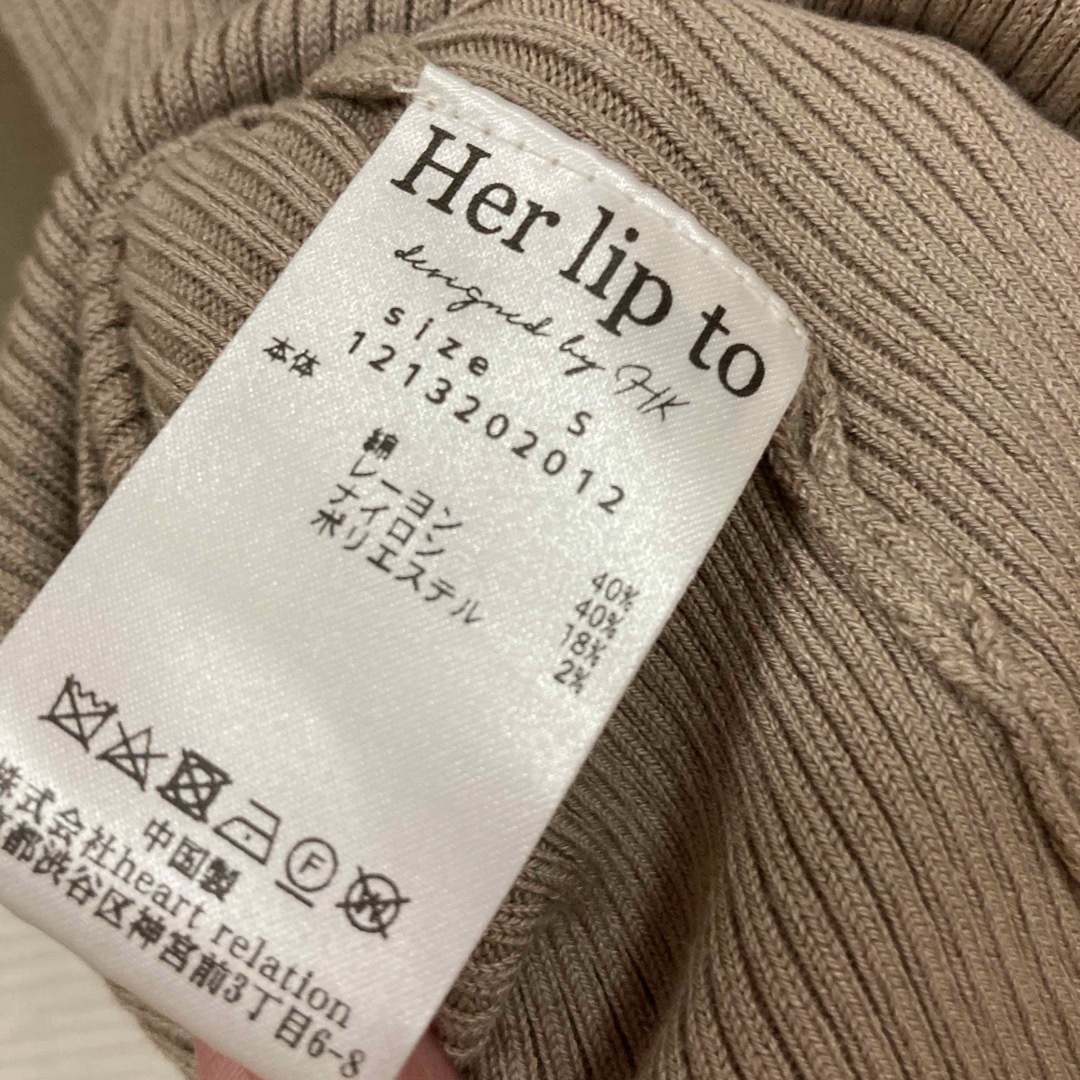 Her lip to
designed by HK
size S
1213202012
本体
綿 40%
レーヨン 40%
ナイロン 18%
ポリエステル 2%
F W
中国製
株式会社heart relation
都渋谷区神宮前3丁目6-8